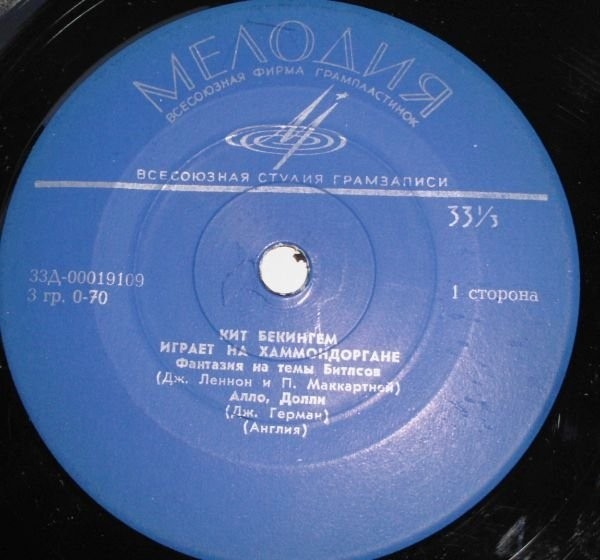 МЕЛОДИЯ
ВСЕСОЮЗНАЯ ФИРМА ГРАМПЛАСТИНОК
ВСЕСОЮЗНАЯ СТУДИЯ ГРАМЗАПИСИ
33⅓
33Д-00019109
3 гр. 0-70
1 сторона
КИТ БЕКИНГЕМ
ИГРАЕТ НА ХАММОНДОРГАНЕ
Фантазия на темы Битлсов
(Дж. Леннон и П. Маккартной)
Алло, Долли
(Дж. Герман)
(Англия)